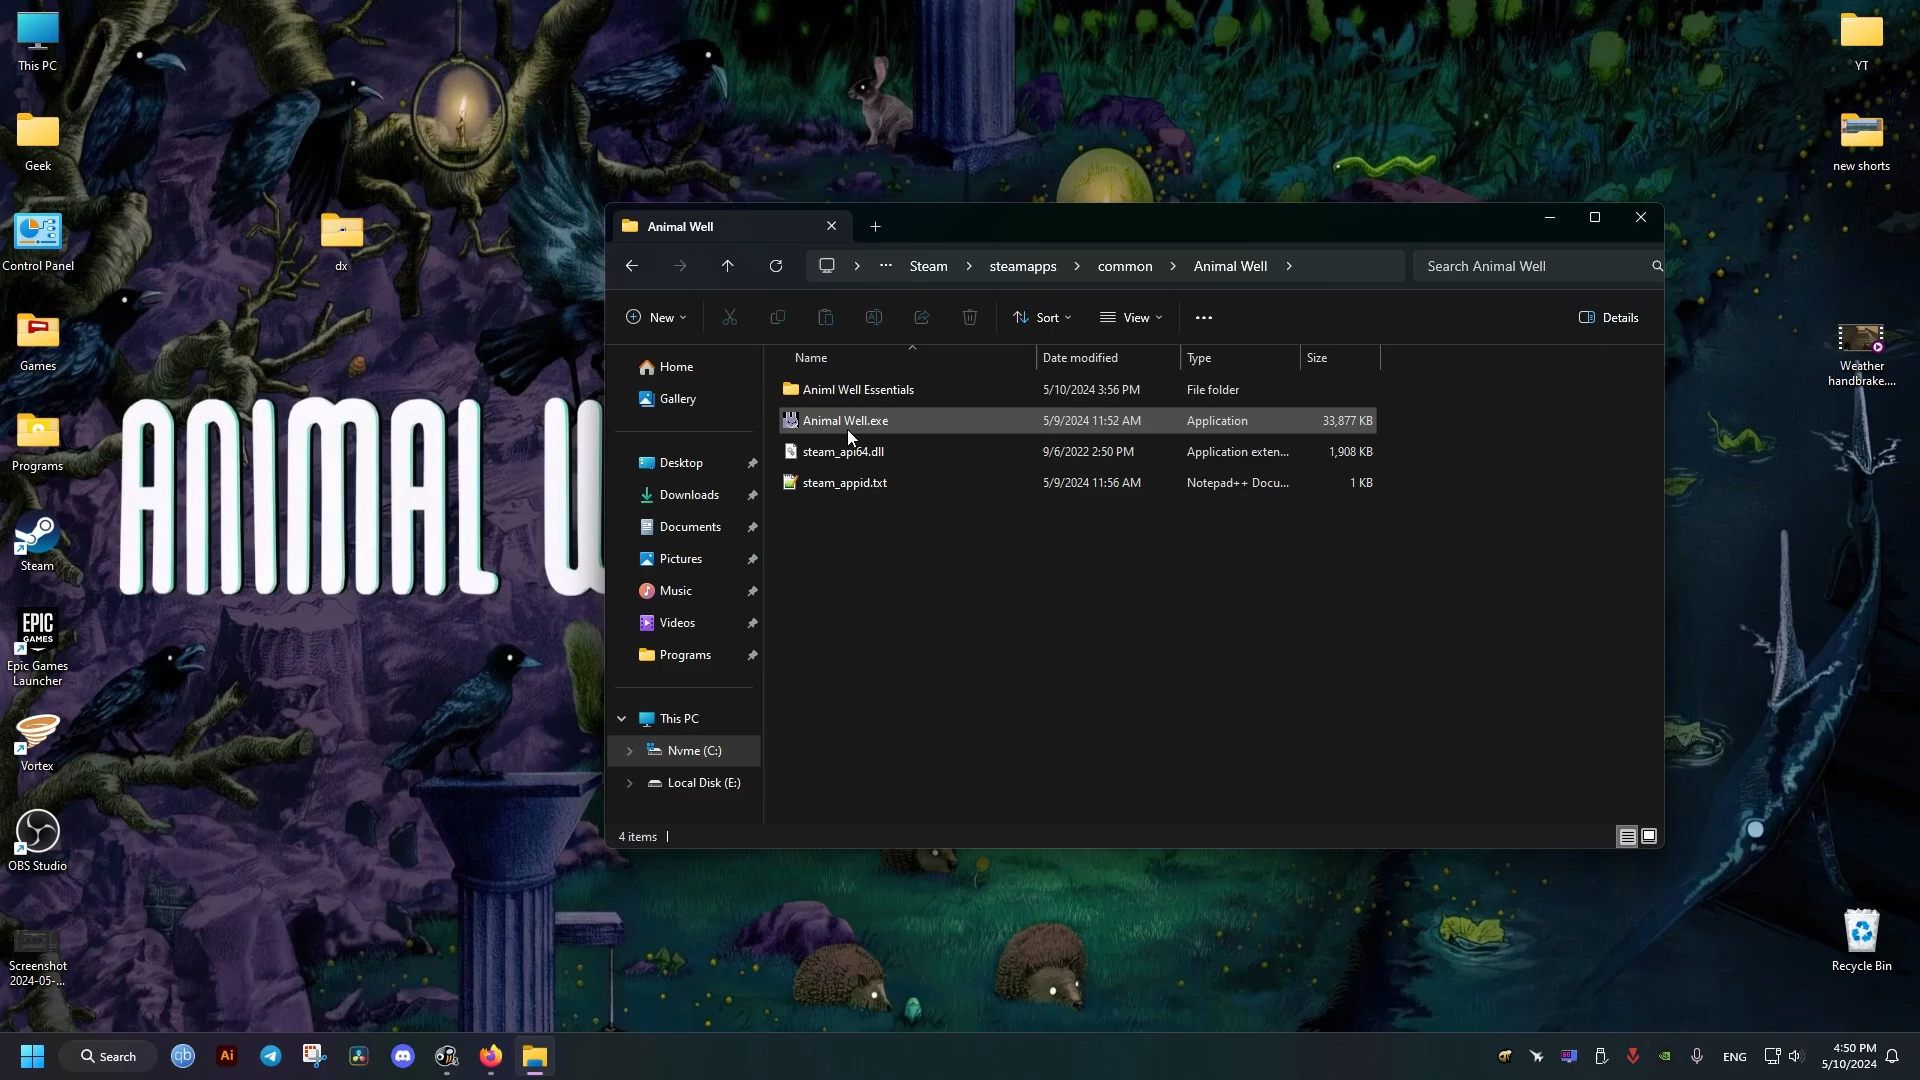 This PC
Geek
Control Panel
Games
Programs
Steam
EPIC
GAMES
Epic Games
Launcher
Vortex
OBS Studio
Screenshot
2024-05-...
dx
ANIMAL W
YT
new shorts
Weather
handbrake....
Recycle Bin
Animal Well
Steam
steamapps
common
Animal Well
Search Animal Well
New
Sort
View
Details
Home
Gallery
Desktop
Downloads
Documents
Pictures
Music
Videos
Programs
This PC
Nvme (C:)
Local Disk (E:)
Name Date modified Type Size
Animl Well Essentials 5/10/2024 3:56 PM File folder
Animal Well.exe 5/9/2024 11:52 AM Application 33,877 KB
steam_api64.dll 9/6/2022 2:50 PM Application exten... 1,908 KB
steam_appid.txt 5/9/2024 11:56 AM Notepad++ Docu... 1 KB
4 items
Search
qb
Ai
ENG
4:50 PM
5/10/2024